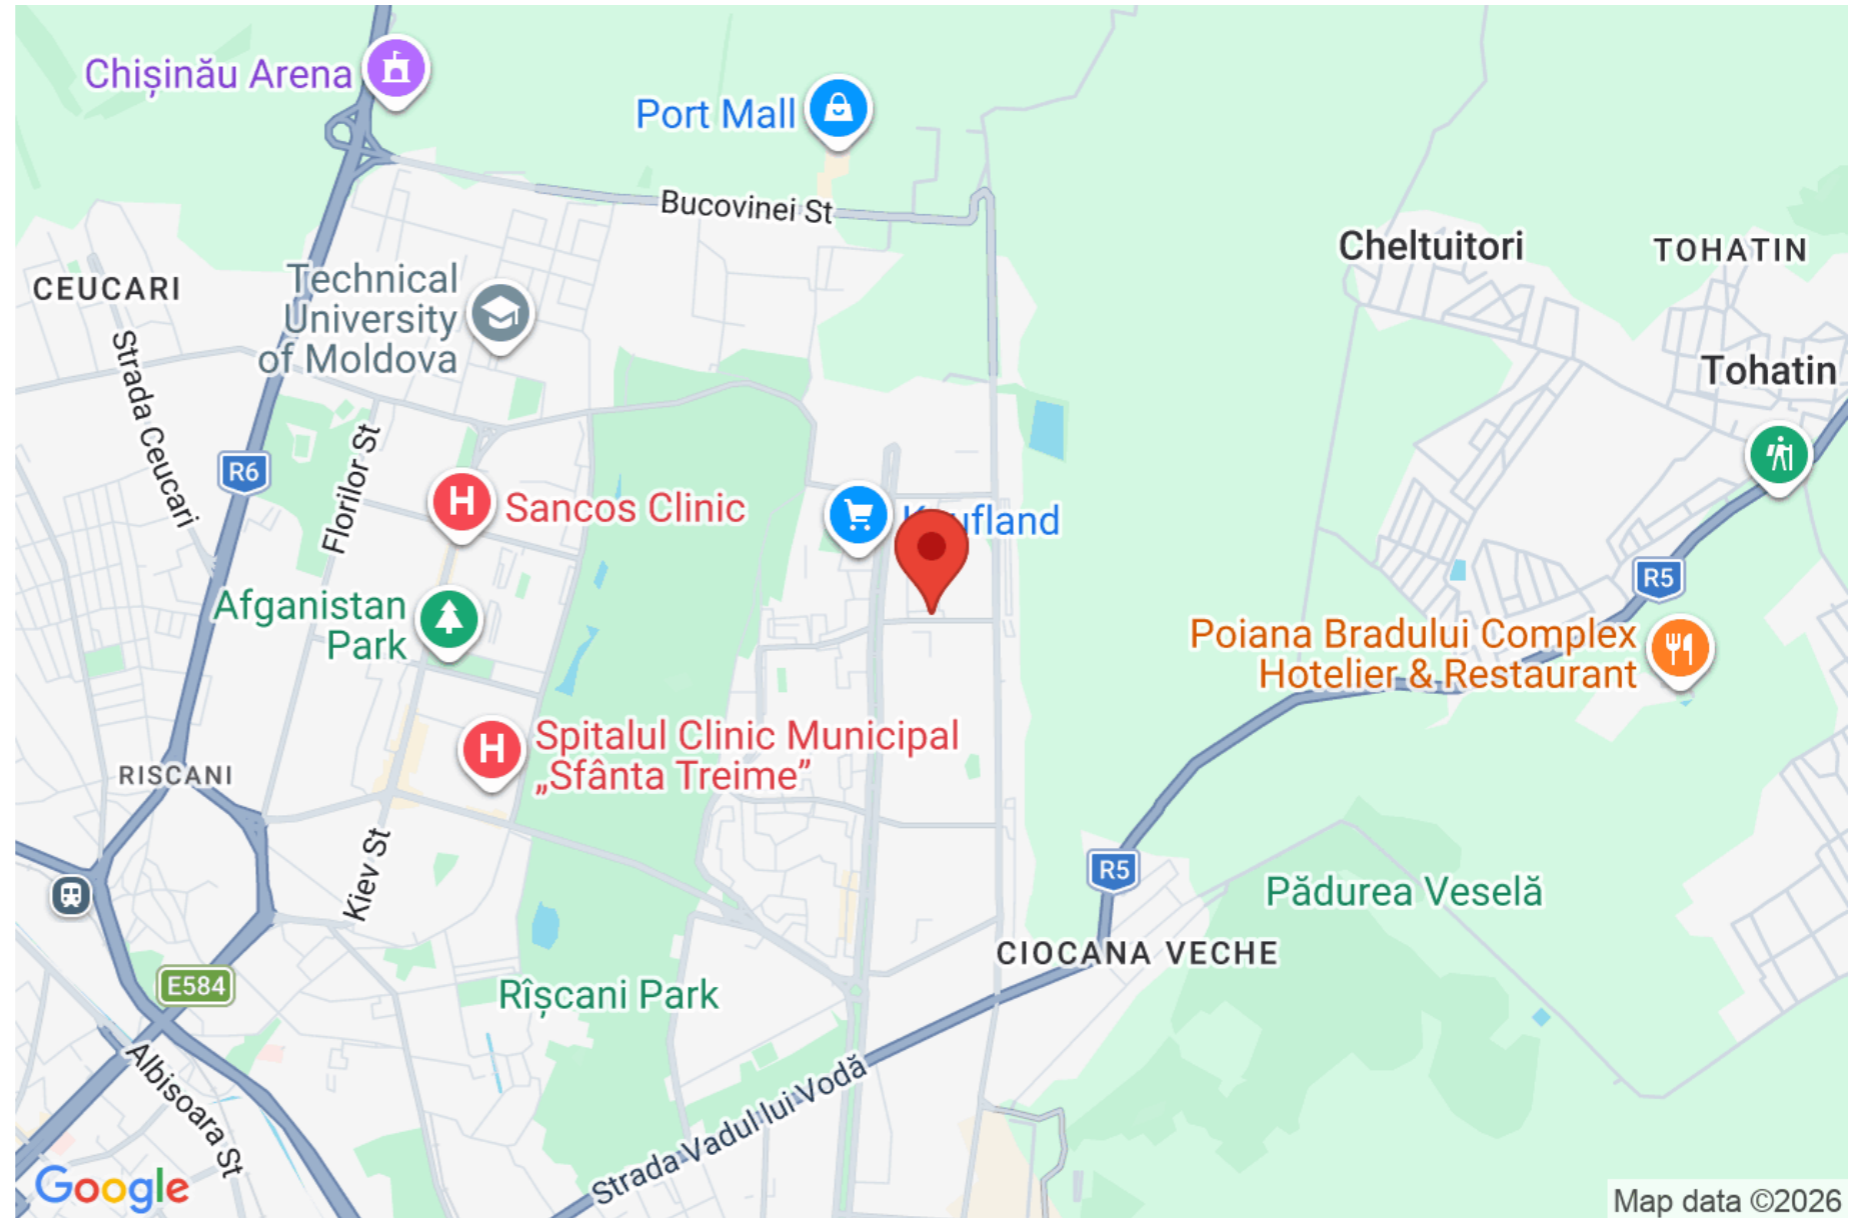 Chișinău Arena
Port Mall
Bucovinei St
Cheltuitori
TOHATIN
CEUCARI
Technical
University
of Moldova
Strada Ceucari
Tohatin
R6
Florilor St
Sancos Clinic
Kaufland
R5
Afganistan
Park
Poiana Bradului Complex
Hotelier & Restaurant
H
H
Spitalul Clinic Municipal
„Sfânta Treime”
RISCANI
Kiev St
R5
Pădurea Veselă
CIOCANA VECHE
E584
Rîșcani Park
Albisoara St
Strada Vadul lui Vodă
Google
Map data ©2026